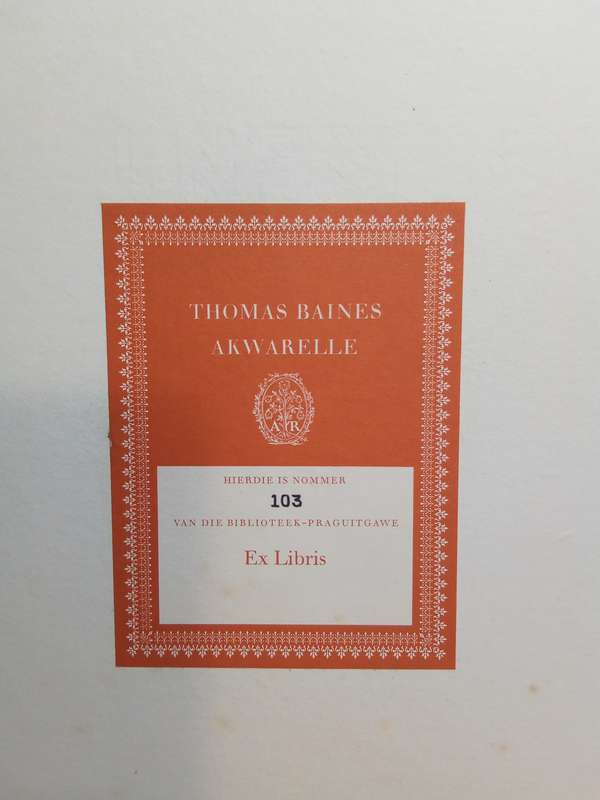 THOMAS BAINES
AKWARELLE
A R
HIERDIE IS NOMMER
103
VAN DIE BIBLIOTEEK-PRAGUITGAWE
Ex Libris